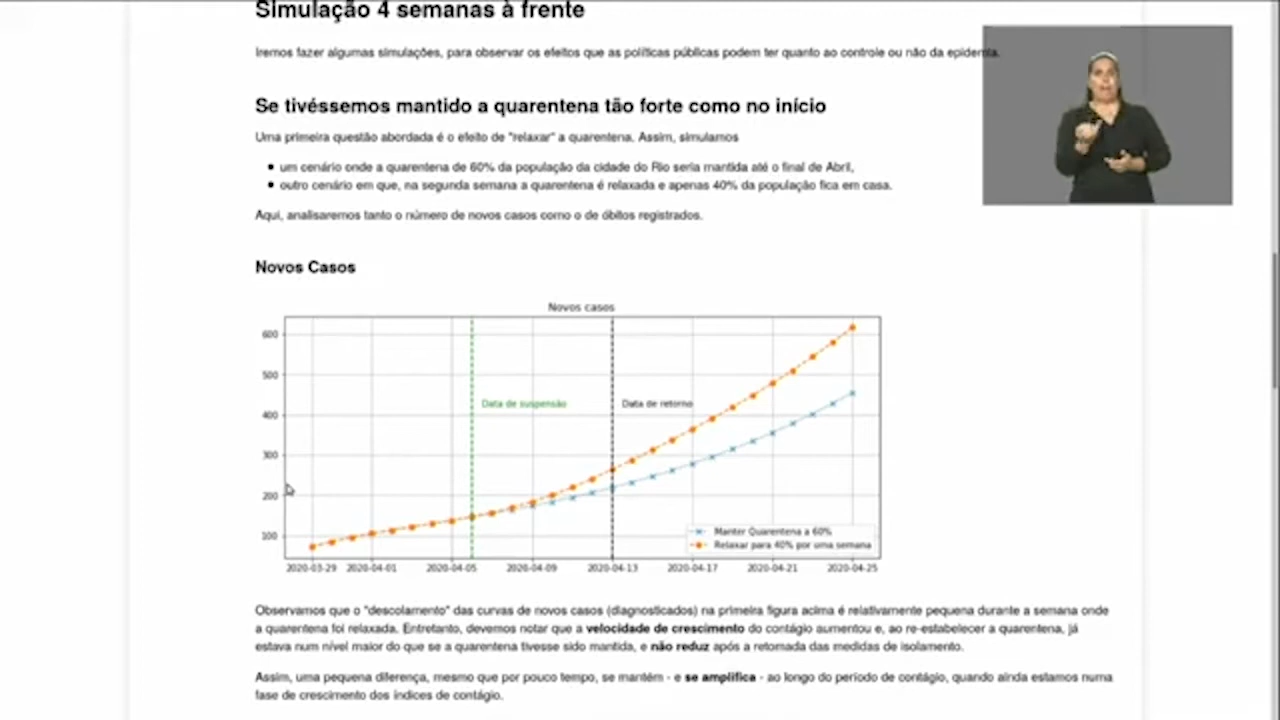 Simulação 4 semanas à frente
Iremos fazer algumas simulações, para observar os efeitos que as políticas públicas podem ter quanto ao controle ou não da epidemia.
Se tivéssemos mantido a quarentena tão forte como no início
Uma primeira questão abordada é o efeito de "relaxar" a quarentena. Assim, simulamos
um cenário onde a quarentena de 60% da população da cidade do Rio seria mantida até o final de Abril,
outro cenário em que, na segunda semana a quarentena é relaxada e apenas 40% da população fica em casa.
Aqui, analisaremos tanto o número de novos casos como o de óbitos registrados.
Novos Casos
Novos casos
600
500
400
300
200
100
Data de suspensão
Data de retorno
Manter Quarentena a 60%
Relaxar para 40% por uma semana
2020-03-29 2020-04-01 2020-04-05 2020-04-09 2020-04-13 2020-04-17 2020-04-21 2020-04-25
Observamos que o "descolamento" das curvas de novos casos (diagnosticados) na primeira figura acima é relativamente pequena durante a semana onde
a quarentena foi relaxada. Entretanto, devemos notar que a velocidade de crescimento do contágio aumentou e, ao re-estabelecer a quarentena, já
estava num nível maior do que se a quarentena tivesse sido mantida, e não reduz após a retomada das medidas de isolamento.
Assim, uma pequena diferença, mesmo que por pouco tempo, se mantém - e se amplifica - ao longo do período de contágio, quando ainda estamos numa
fase de crescimento dos índices de contágio.